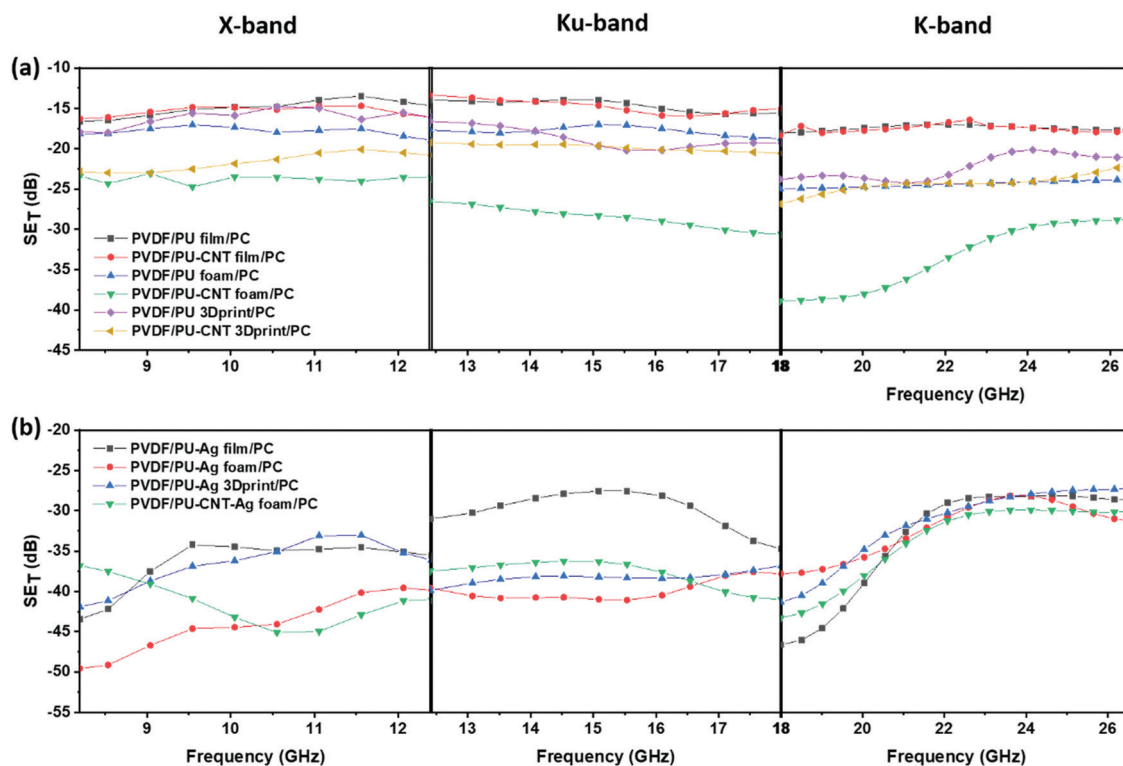 X-band Ku-band K-band
(a)
-10
-15
-20
-25
-30
-35
-40
-45
SET (dB)
PVDF/PU film/PC
PVDF/PU-CNT film/PC
PVDF/PU foam/PC
PVDF/PU-CNT foam/PC
PVDF/PU 3Dprint/PC
PVDF/PU-CNT 3Dprint/PC
9 10 11 12 13 14 15 16 17 18 18 20 22 24 26
Frequency (GHz)
(b)
-20
-25
-30
-35
-40
-45
-50
-55
SET (dB)
PVDF/PU-Ag film/PC
PVDF/PU-Ag foam/PC
PVDF/PU-Ag 3Dprint/PC
PVDF/PU-CNT-Ag foam/PC
9 10 11 12 13 14 15 16 17 18 18 20 22 24 26
Frequency (GHz) Frequency (GHz) Frequency (GHz)